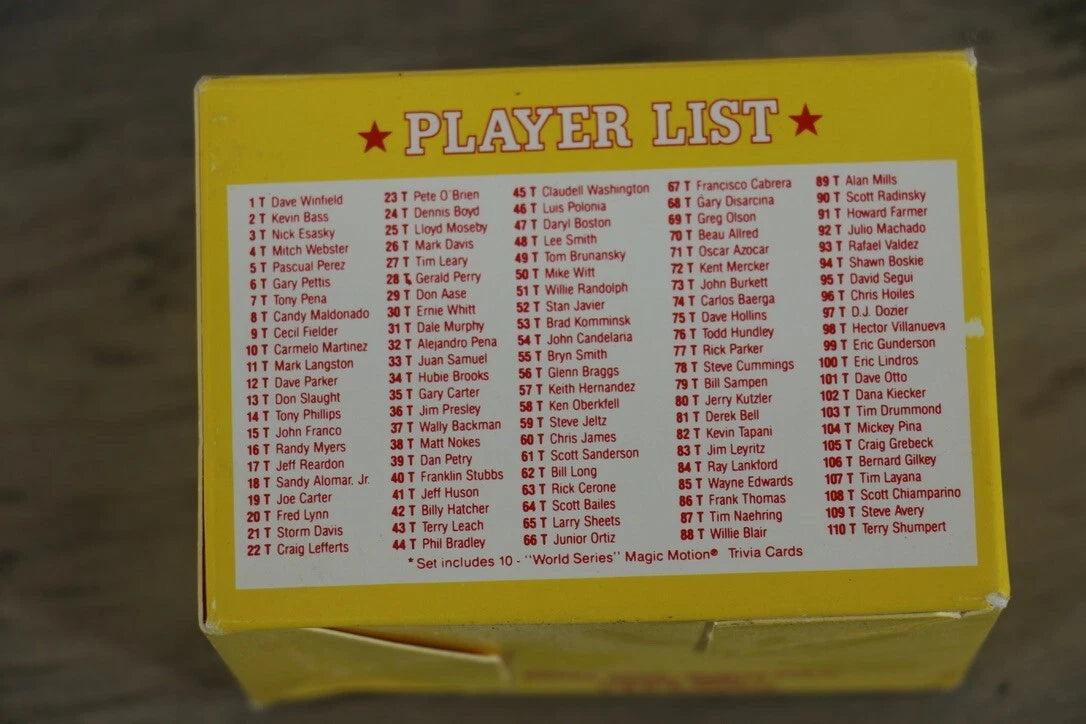 ★ PLAYER LIST ★
1 T Dave Winfield
2 T Kevin Bass
3 T Nick Esasky
4 T Mitch Webster
5 T Pascual Perez
6 T Gary Pettis
7 T Tony Pena
8 T Candy Maldonado
9 T Cecil Fielder
10 T Carmelo Martinez
11 T Mark Langston
12 T Dave Parker
13 T Don Slaught
14 T Tony Phillips
15 T John Franco
16 T Randy Myers
17 T Jeff Reardon
18 T Sandy Alomar. Jr.
19 T Joe Carter
20 T Fred Lynn
21 T Storm Davis
22 T Craig Lefferts
23 T Pete O'Brien
24 T Dennis Boyd
25 T Lloyd Moseby
26 T Mark Davis
27 T Tim Leary
28 T Gerald Perry
29 T Don Aase
30 T Ernie Whitt
31 T Dale Murphy
32 T Alejandro Pena
33 T Juan Samuel
34 T Hubie Brooks
35 T Gary Carter
36 T Jim Presley
37 T Wally Backman
38 T Matt Nokes
39 T Dan Petry
40 T Franklin Stubbs
41 T Jeff Huson
42 T Billy Hatcher
43 T Terry Leach
44 T Phil Bradley
45 T Claudell Washington
46 T Luis Polonia
47 T Daryl Boston
48 T Lee Smith
49 T Tom Brunansky
50 T Mike Witt
51 T Willie Randolph
52 T Stan Javier
53 T Brad Komminsk
54 T John Candelaria
55 T Bryn Smith
56 T Glenn Braggs
57 T Keith Hernandez
58 T Ken Oberkfell
59 T Steve Jeltz
60 T Chris James
61 T Scott Sanderson
62 T Bill Long
63 T Rick Cerone
64 T Scott Bailes
65 T Larry Sheets
66 T Junior Ortiz
67 T Francisco Cabrera
68 T Gary Disarcina
69 T Greg Olson
70 T Beau Allred
71 T Oscar Azocar
72 T Kent Mercker
73 T John Burkett
74 T Carlos Baerga
75 T Dave Hollins
76 T Todd Hundley
77 T Rick Parker
78 T Steve Cummings
79 T Bill Sampen
80 T Jerry Kutzler
81 T Derek Bell
82 T Kevin Tapani
83 T Jim Leyritz
84 T Ray Lankford
85 T Wayne Edwards
86 T Frank Thomas
87 T Tim Naehring
88 T Willie Blair
89 T Alan Mills
90 T Scott Radinsky
91 T Howard Farmer
92 T Julio Machado
93 T Rafael Valdez
94 T Shawn Boskie
95 T David Segui
96 T Chris Hoiles
97 T D.J. Dozier
98 T Hector Villanueva
99 T Eric Gunderson
100 T Eric Lindros
101 T Dave Otto
102 T Dana Kiecker
103 T Tim Drummond
104 T Mickey Pina
105 T Craig Grebeck
106 T Bernard Gilkey
107 T Tim Layana
108 T Scott Chiamparino
109 T Steve Avery
110 T Terry Shumpert
*Set includes 10 - "World Series" Magic Motion® Trivia Cards